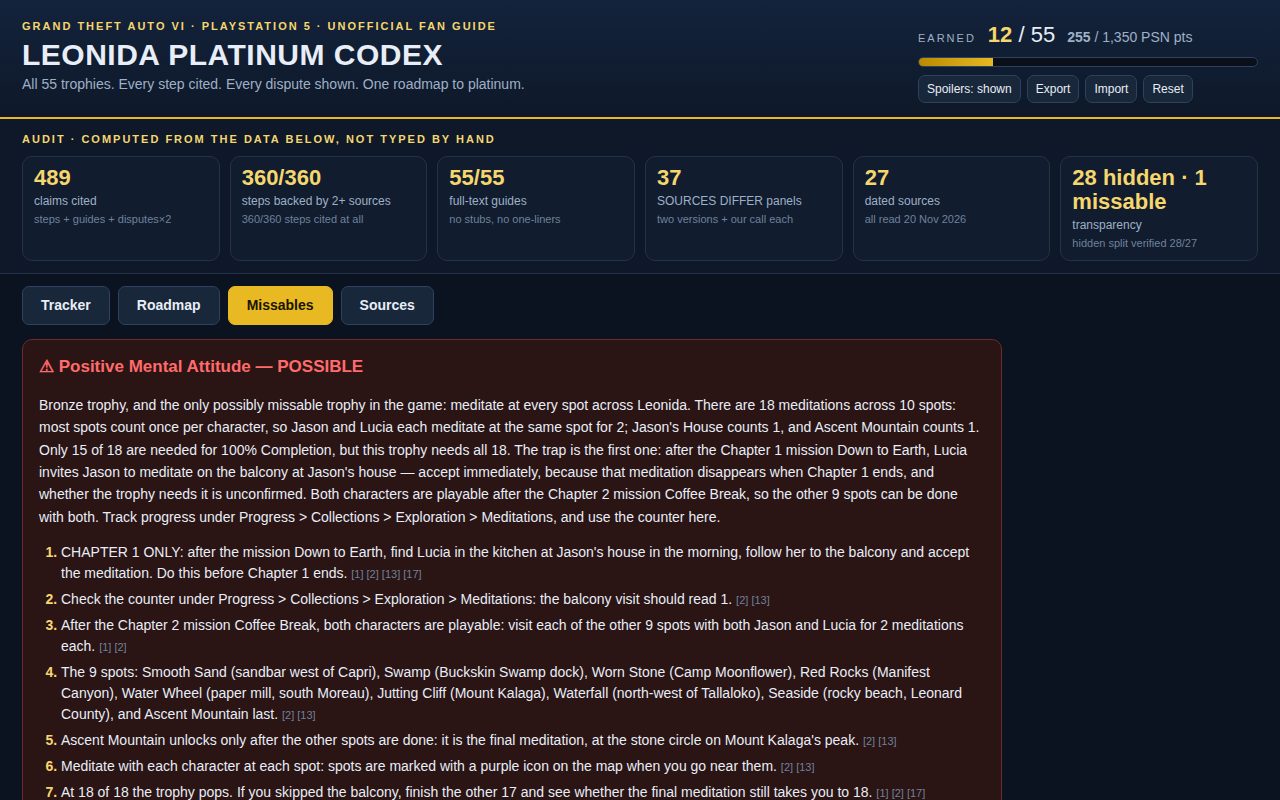 GRAND THEFT AUTO VI · PLAYSTATION 5 · UNOFFICIAL FAN GUIDE
LEONIDA PLATINUM CODEX
All 55 trophies. Every step cited. Every dispute shown. One roadmap to platinum.
EARNED 12 / 55 255 / 1,350 PSN pts
Spoilers: shown Export Import Reset
AUDIT · COMPUTED FROM THE DATA BELOW, NOT TYPED BY HAND
489
claims cited
steps + guides + disputes×2
360/360
steps backed by 2+ sources
360/360 steps cited at all
55/55
full-text guides
no stubs, no one-liners
37
SOURCES DIFFER panels
two versions + our call each
27
dated sources
all read 20 Nov 2026
28 hidden · 1
missable
transparency
hidden split verified 28/27
Tracker Roadmap Missables Sources
⚠ Positive Mental Attitude — POSSIBLE
Bronze trophy, and the only possibly missable trophy in the game: meditate at every spot across Leonida. There are 18 meditations across 10 spots:
most spots count once per character, so Jason and Lucia each meditate at the same spot for 2; Jason's House counts 1, and Ascent Mountain counts 1.
Only 15 of 18 are needed for 100% Completion, but this trophy needs all 18. The trap is the first one: after the Chapter 1 mission Down to Earth, Lucia
invites Jason to meditate on the balcony at Jason's house — accept immediately, because that meditation disappears when Chapter 1 ends, and
whether the trophy needs it is unconfirmed. Both characters are playable after the Chapter 2 mission Coffee Break, so the other 9 spots can be done
with both. Track progress under Progress > Collections > Exploration > Meditations, and use the counter here.
1. CHAPTER 1 ONLY: after the mission Down to Earth, find Lucia in the kitchen at Jason's house in the morning, follow her to the balcony and accept
the meditation. Do this before Chapter 1 ends. [1] [2] [13] [17]
2. Check the counter under Progress > Collections > Exploration > Meditations: the balcony visit should read 1. [2] [13]
3. After the Chapter 2 mission Coffee Break, both characters are playable: visit each of the other 9 spots with both Jason and Lucia for 2 meditations
each. [1] [2]
4. The 9 spots: Smooth Sand (sandbar west of Capri), Swamp (Buckskin Swamp dock), Worn Stone (Camp Moonflower), Red Rocks (Manifest
Canyon), Water Wheel (paper mill, south Moreau), Jutting Cliff (Mount Kalaga), Waterfall (north-west of Tallaloko), Seaside (rocky beach, Leonard
County), and Ascent Mountain last. [2] [13]
5. Ascent Mountain unlocks only after the other spots are done: it is the final meditation, at the stone circle on Mount Kalaga's peak. [2] [13]
6. Meditate with each character at each spot: spots are marked with a purple icon on the map when you go near them. [2] [13]
7. At 18 of 18 the trophy pops. If you skipped the balcony, finish the other 17 and see whether the final meditation still takes you to 18. [1] [2] [17]